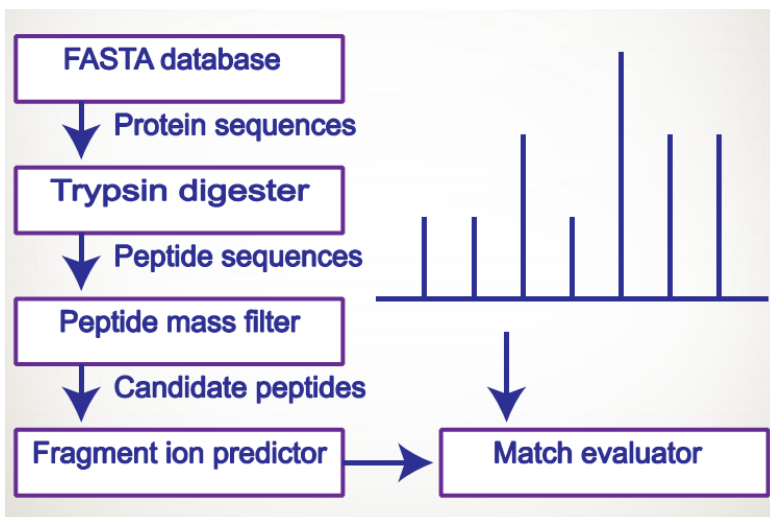 FASTA database
Protein sequences
Trypsin digester
Peptide sequences
Peptide mass filter
Candidate peptides
Fragment ion predictor
Match evaluator